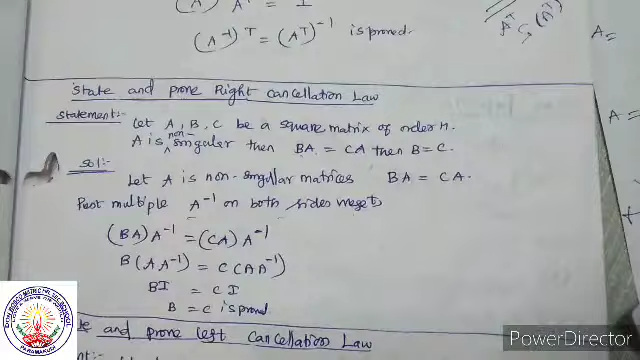 (A ) A^T = I
(A^-1)^T = (A^T)^-1 is proved.
A^T (A^T)
A =
State and prove Right cancellation Law
Statement:-
Let A, B, C be a square matrix of order n.
A is non-singular then BA = CA then B = C.
A =
Sol:-
Let A is non-singular matrices BA = CA.
Post multiple A^-1 on both sides we get
(BA)A^-1 = (CA)A^-1
B(AA^-1) = C(AA^-1)
BI = CI
B = C is proved
and prove left cancellation Law
PowerDirector